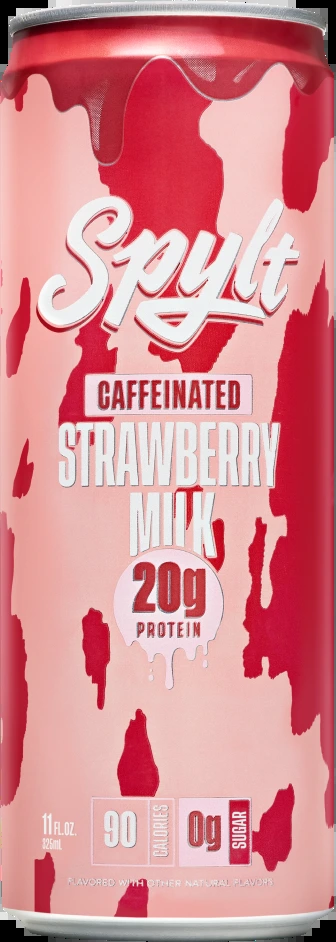 Spylt
CAFFEINATED
STRAWBERRY
MILK
20g
PROTEIN
11 FL.OZ.
325mL
90 CALORIES
0g SUGAR
FLAVORED WITH OTHER NATURAL FLAVORS